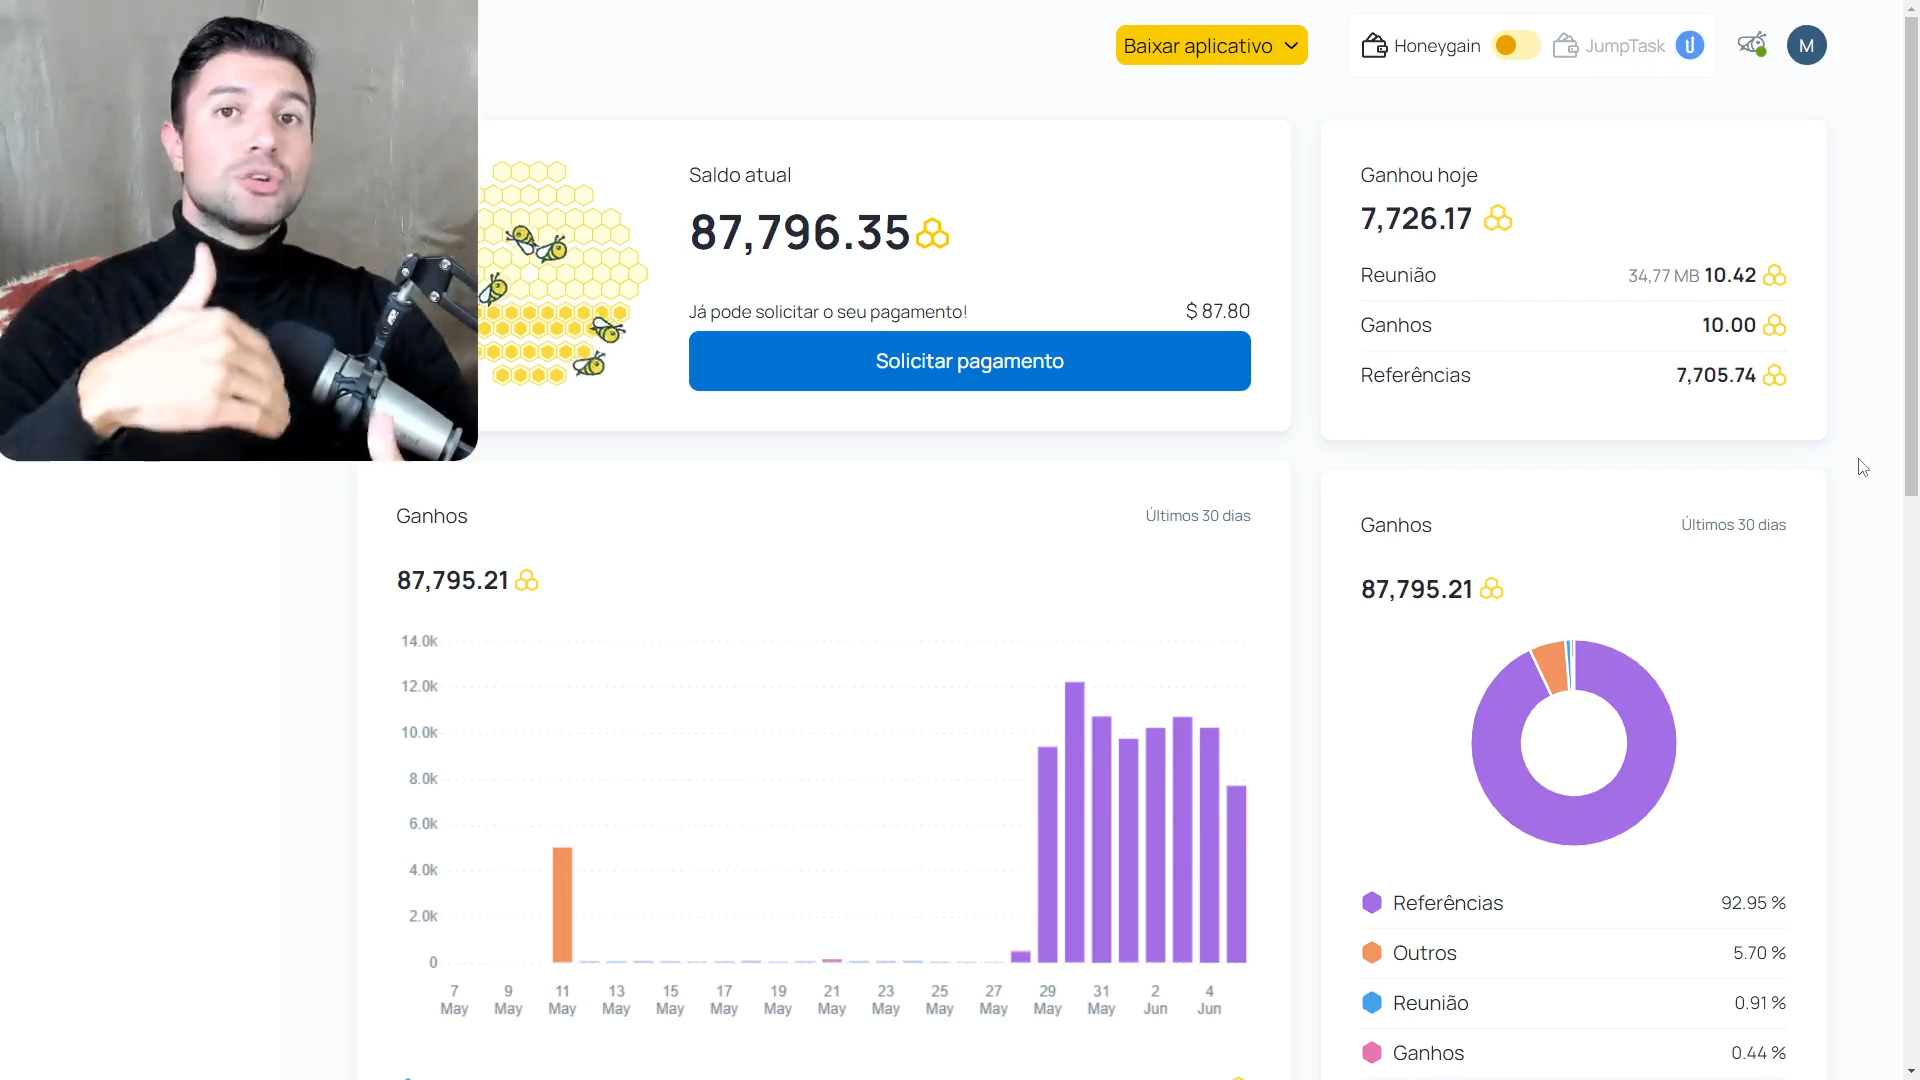 Baixar aplicativo
Honeygain
JumpTask
M
Saldo atual
87,796.35
Já pode solicitar o seu pagamento!
$ 87.80
Solicitar pagamento
Ganhou hoje
7,726.17
Reunião 34,77 MB 10.42
Ganhos 10.00
Referências 7,705.74
Ganhos
Últimos 30 dias
87,795.21
14.0k
12.0k
10.0k
8.0k
6.0k
4.0k
2.0k
0
7 May
9 May
11 May
13 May
15 May
17 May
19 May
21 May
23 May
25 May
27 May
29 May
31 May
2 Jun
4 Jun
Ganhos
Últimos 30 dias
87,795.21
Referências 92.95 %
Outros 5.70 %
Reunião 0.91 %
Ganhos 0.44 %